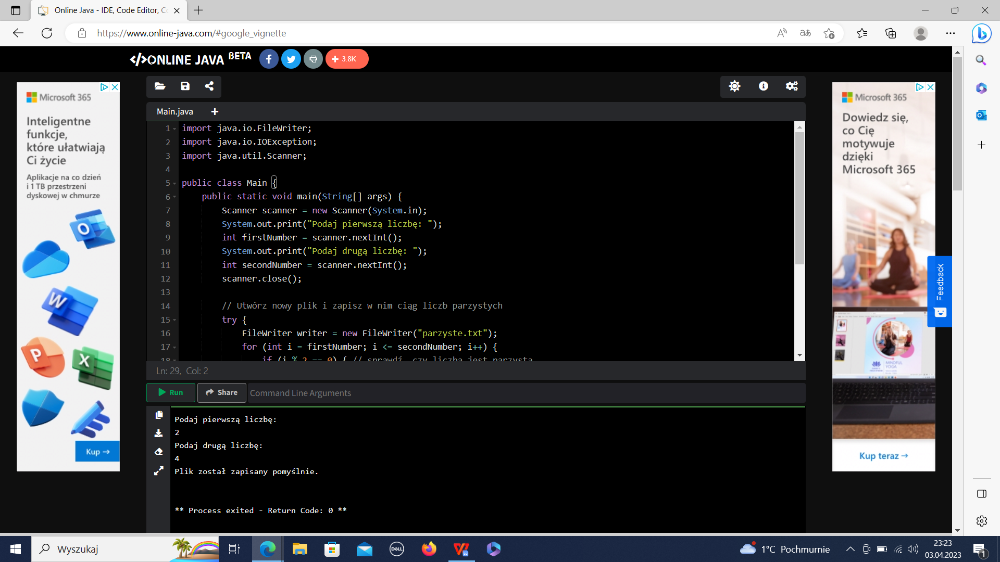 Online Java - IDE, Code Editor, Co
https://www.online-java.com/#google_vignette
</>ONLINE JAVA BETA
3.8K
Microsoft 365
Inteligentne
funkcje,
które ułatwiają
Ci życie
Aplikacje na co dzień
i 1 TB przestrzeni
dyskowej w chmurze
Kup →
Main.java
1 import java.io.FileWriter;
2 import java.io.IOException;
3 import java.util.Scanner;
4
5 public class Main {
6 public static void main(String[] args) {
7 Scanner scanner = new Scanner(System.in);
8 System.out.print("Podaj pierwszą liczbę: ");
9 int firstNumber = scanner.nextInt();
10 System.out.print("Podaj drugą liczbę: ");
11 int secondNumber = scanner.nextInt();
12 scanner.close();
13
14 // Utwórz nowy plik i zapisz w nim ciąg liczb parzystych
15 try {
16 FileWriter writer = new FileWriter("parzyste.txt");
17 for (int i = firstNumber; i <= secondNumber; i++) {
18 if (i % 2 == 0) { // sprawdź, czy liczba jest parzysta
Ln: 29, Col: 2
Run
Share
Command Line Arguments
Podaj pierwszą liczbę:
2
Podaj drugą liczbę:
4
Plik został zapisany pomyślnie.
** Process exited - Return Code: 0 **
Microsoft 365
Dowiedz się,
co Cię
motywuje
dzięki
Microsoft 365
MINDFUL
YOGA
Kup teraz →
Feedback
Wyszukaj
DELL
1°C Pochmurnie
23:23
03.04.2023
1